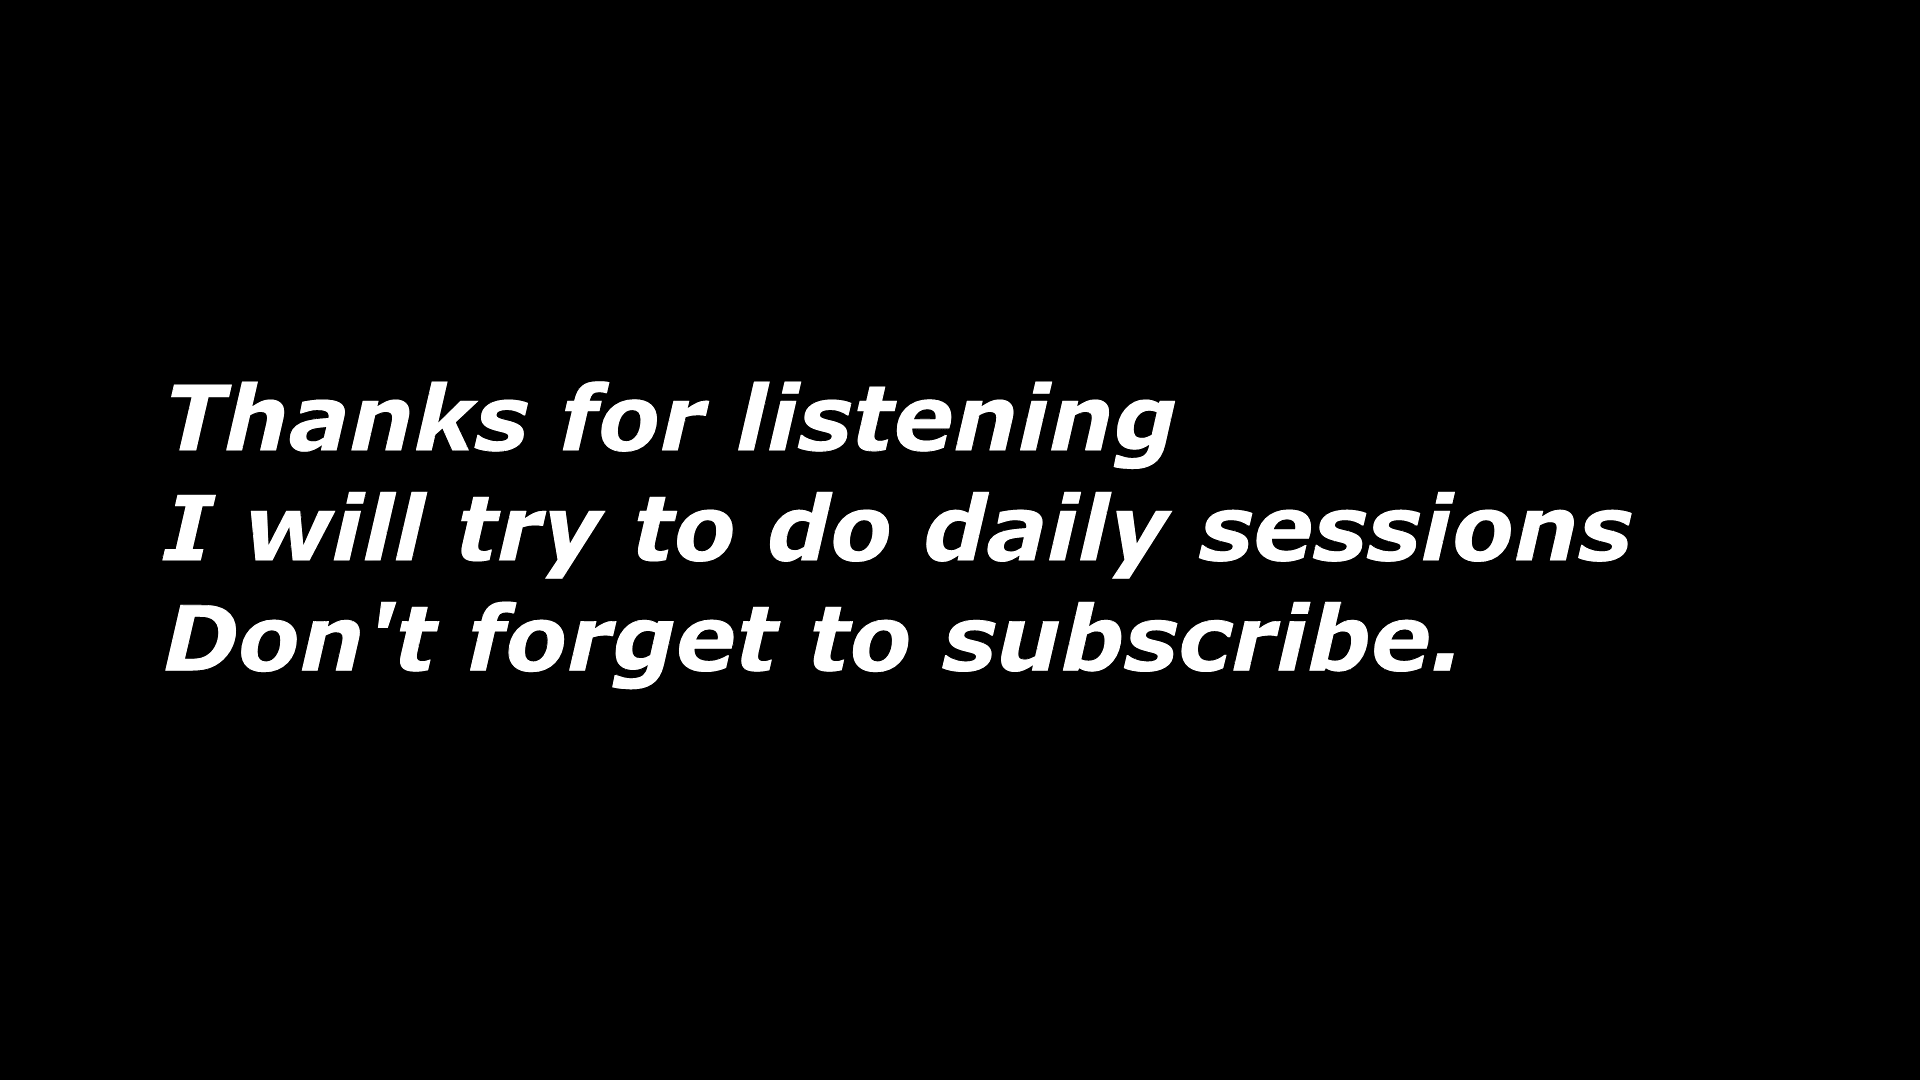 Thanks for listening
I will try to do daily sessions
Don't forget to subscribe.